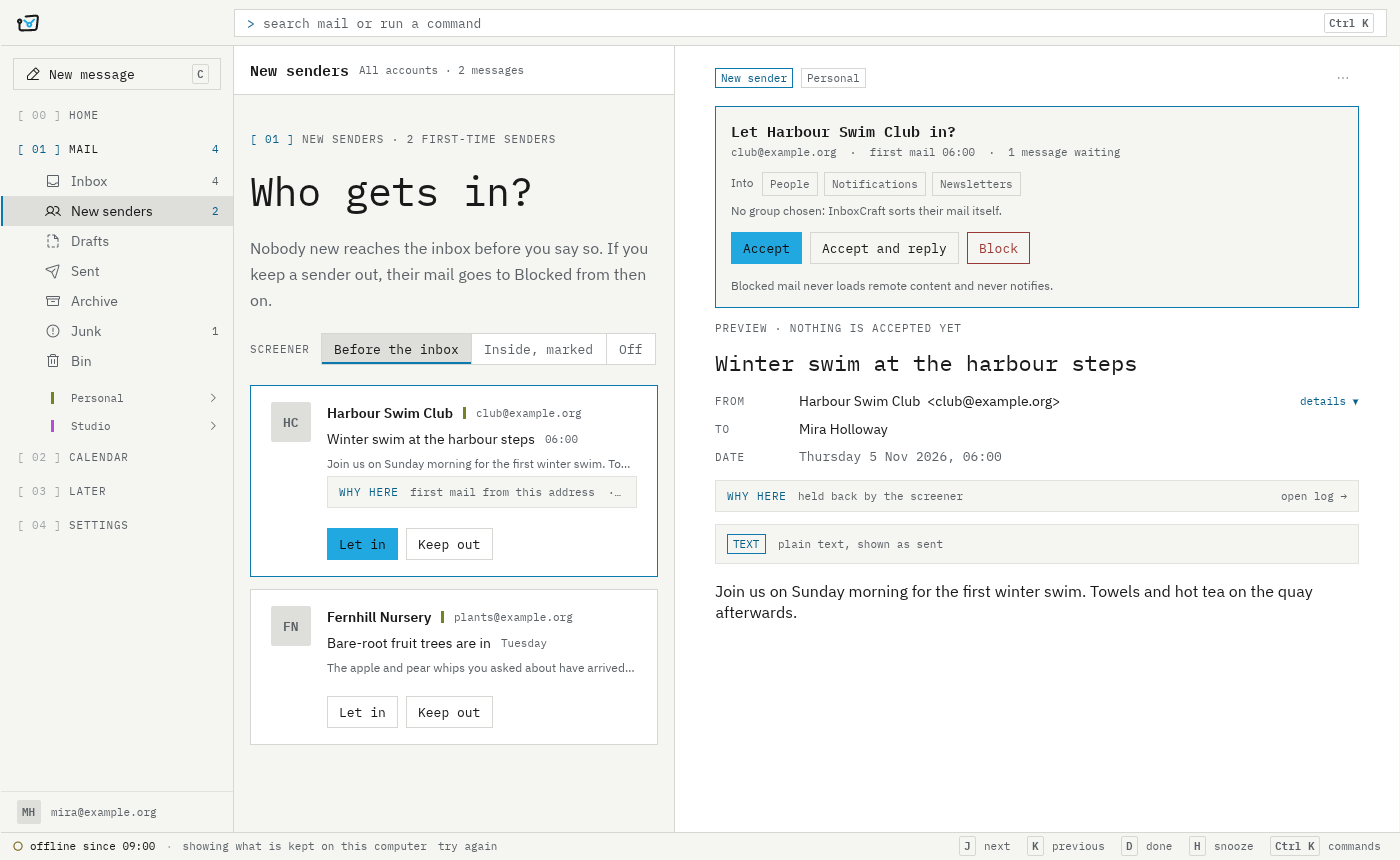 > search mail or run a command Ctrl K
New message C
[ 00 ] HOME
[ 01 ] MAIL 4
Inbox 4
New senders 2
Drafts
Sent
Archive
Junk 1
Bin
Personal
Studio
[ 02 ] CALENDAR
[ 03 ] LATER
[ 04 ] SETTINGS
MH mira@example.org
New senders All accounts · 2 messages
[ 01 ] NEW SENDERS · 2 FIRST-TIME SENDERS
Who gets in?
Nobody new reaches the inbox before you say so. If you
keep a sender out, their mail goes to Blocked from then
on.
SCREENER Before the inbox Inside, marked Off
HC Harbour Swim Club club@example.org
Winter swim at the harbour steps 06:00
Join us on Sunday morning for the first winter swim. To…
WHY HERE first mail from this address ·…
Let in Keep out
FN Fernhill Nursery plants@example.org
Bare-root fruit trees are in Tuesday
The apple and pear whips you asked about have arrived…
Let in Keep out
New sender Personal ···
Let Harbour Swim Club in?
club@example.org · first mail 06:00 · 1 message waiting
Into People Notifications Newsletters
No group chosen: InboxCraft sorts their mail itself.
Accept Accept and reply Block
Blocked mail never loads remote content and never notifies.
PREVIEW · NOTHING IS ACCEPTED YET
Winter swim at the harbour steps
FROM Harbour Swim Club <club@example.org> details ▾
TO Mira Holloway
DATE Thursday 5 Nov 2026, 06:00
WHY HERE held back by the screener open log →
TEXT plain text, shown as sent
Join us on Sunday morning for the first winter swim. Towels and hot tea on the quay
afterwards.
offline since 09:00 · showing what is kept on this computer try again
J next K previous D done H snooze Ctrl K commands